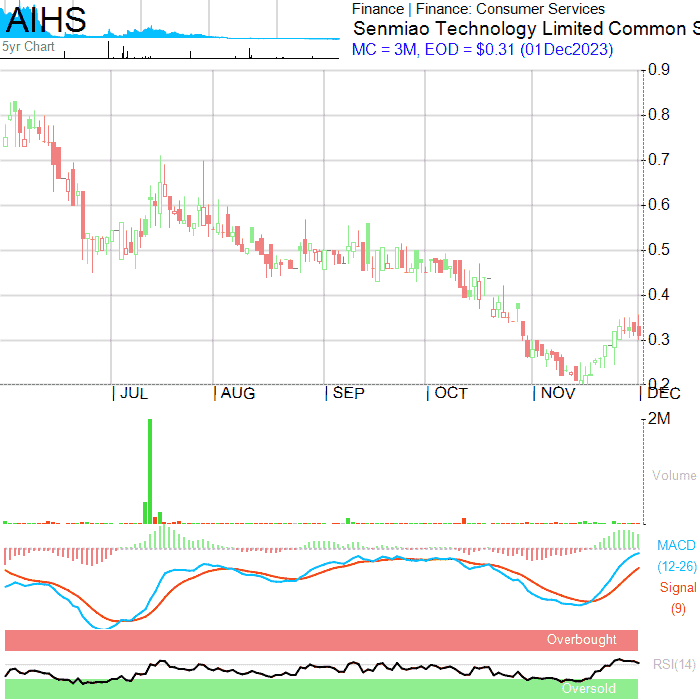 AIHS
5yr Chart
Finance | Finance: Consumer Services
Senmiao Technology Limited Common S
MC = 3M, EOD = $0.31 (01Dec2023)
0.9
0.8
0.7
0.6
0.5
0.4
0.3
0.2
JUL AUG SEP OCT NOV DEC
2M
Volume
MACD
(12-26)
Signal
(9)
Overbought
RSI(14)
Oversold